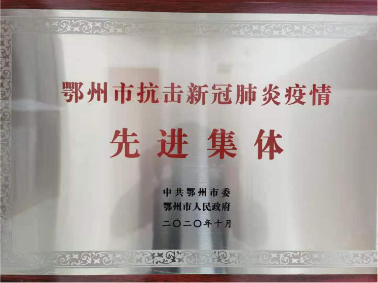 鄂州市抗击新冠肺炎疫情
先进集体
中共鄂州市委
鄂州市人民政府
二〇二〇年十月